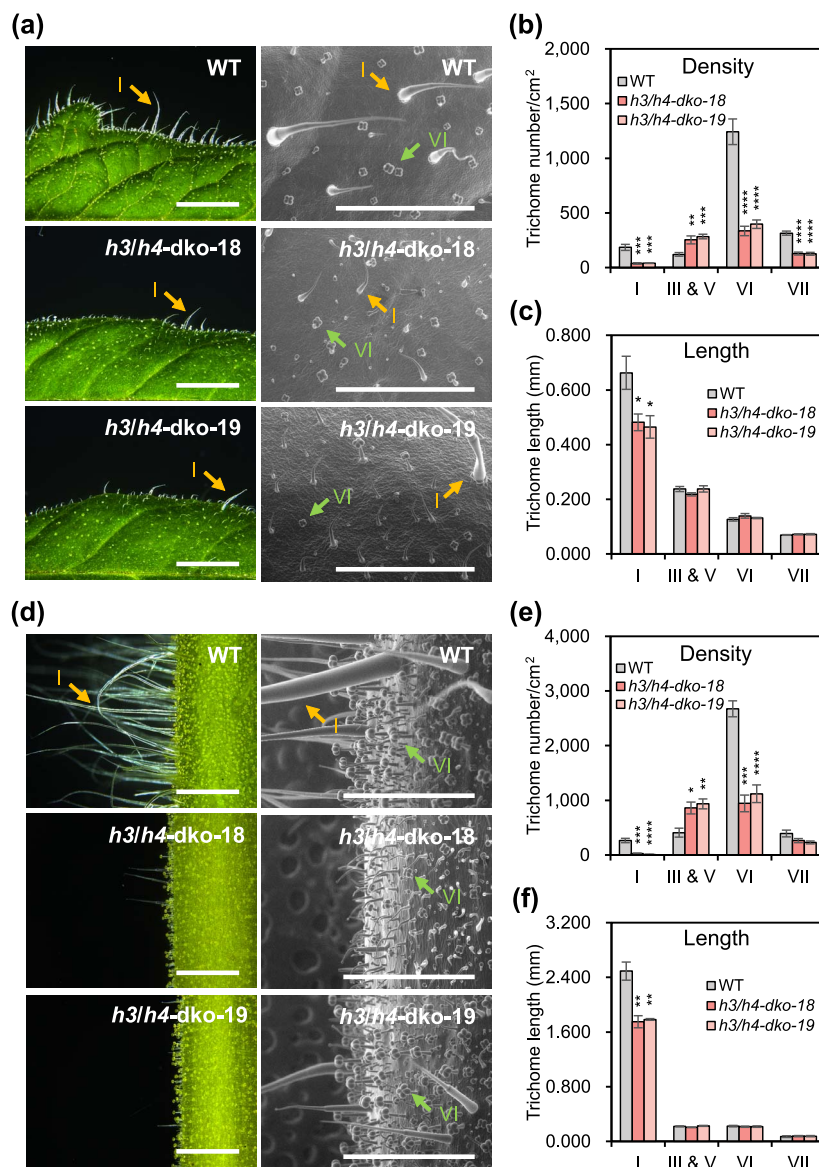 (a)
WT
I
WT
I
VI
h3/h4-dko-18
I
h3/h4-dko-18
I
VI
h3/h4-dko-19
I
h3/h4-dko-19
VI
I
(b)
2,000
1,500
1,000
500
0
Trichome number/cm²
Density
WT
h3/h4-dko-18
h3/h4-dko-19
***
***
**
***
****
****
****
****
I III & V VI VII
(c)
0.800
0.600
0.400
0.200
0.000
Trichome length (mm)
Length
WT
h3/h4-dko-18
h3/h4-dko-19
*
*
I III & V VI VII
(d)
WT
I
WT
I
VI
h3/h4-dko-18
h3/h4-dko-18
VI
h3/h4-dko-19
h3/h4-dko-19
VI
(e)
4,000
3,000
2,000
1,000
0
Trichome number/cm²
Density
WT
h3/h4-dko-18
h3/h4-dko-19
***
****
*
**
***
****
I III & V VI VII
(f)
3.200
2.400
1.600
0.800
0.000
Trichome length (mm)
Length
WT
h3/h4-dko-18
h3/h4-dko-19
**
**
I III & V VI VII